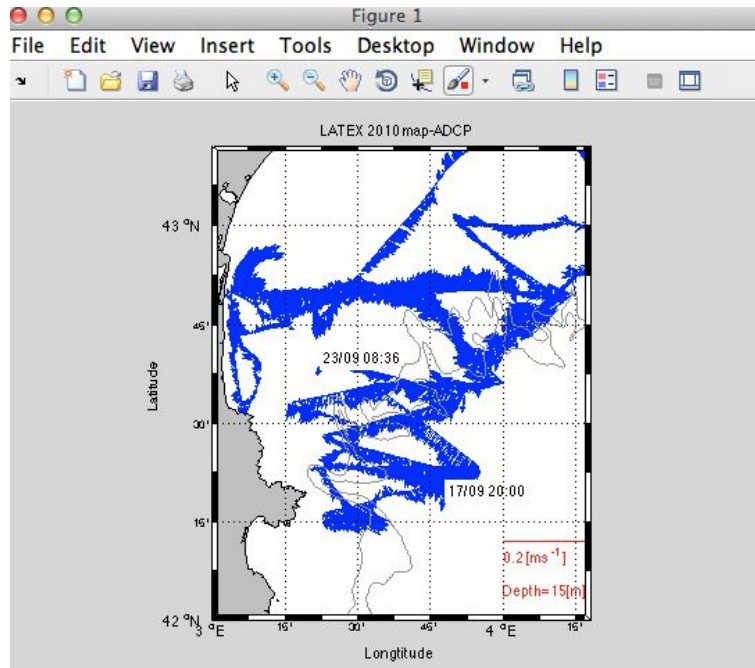 Figure 1
File Edit View Insert Tools Desktop Window Help
LATEX 2010 map-ADCP
43 °N
45'
23/09 08:36
Latitude
30'
17/09 20:00
15'
0.2 [ms⁻¹]
Depth=15[m]
42 °N
3 °E 15' 30' 45' 4 °E 15'
Longtitude